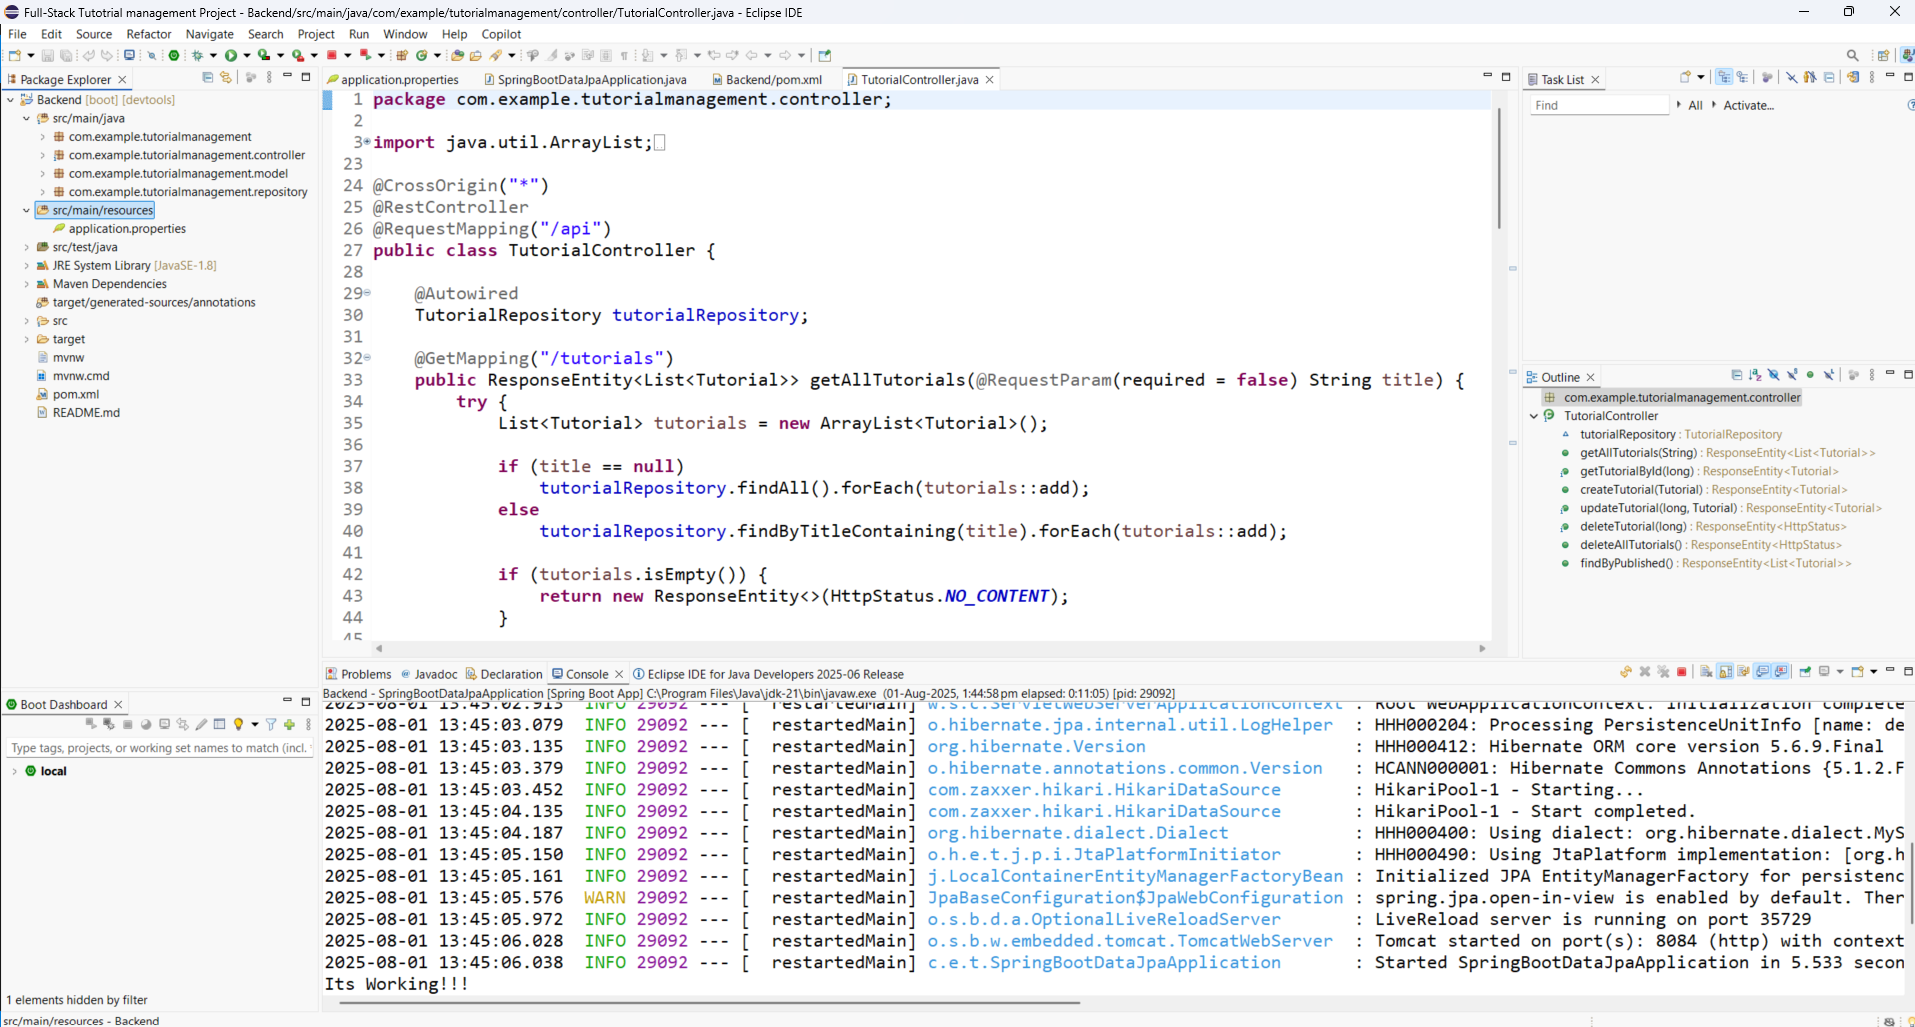 Full-Stack Tutotrial management Project - Backend/src/main/java/com/example/tutorialmanagement/controller/TutorialController.java - Eclipse IDE
File Edit Source Refactor Navigate Search Project Run Window Help Copilot
Package Explorer
Backend [boot] [devtools]
src/main/java
com.example.tutorialmanagement
com.example.tutorialmanagement.controller
com.example.tutorialmanagement.model
com.example.tutorialmanagement.repository
src/main/resources
application.properties
src/test/java
JRE System Library [JavaSE-1.8]
Maven Dependencies
target/generated-sources/annotations
src
target
mvnw
mvnw.cmd
pom.xml
README.md
application.properties SpringBootDataJpaApplication.java Backend/pom.xml TutorialController.java
1 package com.example.tutorialmanagement.controller;
2
3 import java.util.ArrayList;
23
24 @CrossOrigin("*")
25 @RestController
26 @RequestMapping("/api")
27 public class TutorialController {
28
29 @Autowired
30 TutorialRepository tutorialRepository;
31
32 @GetMapping("/tutorials")
33 public ResponseEntity<List<Tutorial>> getAllTutorials(@RequestParam(required = false) String title) {
34 try {
35 List<Tutorial> tutorials = new ArrayList<Tutorial>();
36
37 if (title == null)
38 tutorialRepository.findAll().forEach(tutorials::add);
39 else
40 tutorialRepository.findByTitleContaining(title).forEach(tutorials::add);
41
42 if (tutorials.isEmpty()) {
43 return new ResponseEntity<>(HttpStatus.NO_CONTENT);
44 }
45
Task List
Find All Activate...
Outline
com.example.tutorialmanagement.controller
TutorialController
tutorialRepository : TutorialRepository
getAllTutorials(String) : ResponseEntity<List<Tutorial>>
getTutorialById(long) : ResponseEntity<Tutorial>
createTutorial(Tutorial) : ResponseEntity<Tutorial>
updateTutorial(long, Tutorial) : ResponseEntity<Tutorial>
deleteTutorial(long) : ResponseEntity<HttpStatus>
deleteAllTutorials() : ResponseEntity<HttpStatus>
findByPublished() : ResponseEntity<List<Tutorial>>
Boot Dashboard
Type tags, projects, or working set names to match (incl. *
local
1 elements hidden by filter
Problems Javadoc Declaration Console Eclipse IDE for Java Developers 2025-06 Release
Backend - SpringBootDataJpaApplication [Spring Boot App] C:\Program Files\Java\jdk-21\bin\javaw.exe (01-Aug-2025, 1:44:58 pm elapsed: 0:11:05) [pid: 29092]
2025-08-01 13:45:02.913 INFO 29092 --- [ restartedMain] w.s.c.ServletWebServerApplicationContext : Root WebApplicationContext: initialization complete
2025-08-01 13:45:03.079 INFO 29092 --- [ restartedMain] o.hibernate.jpa.internal.util.LogHelper : HHH000204: Processing PersistenceUnitInfo [name: de
2025-08-01 13:45:03.135 INFO 29092 --- [ restartedMain] org.hibernate.Version : HHH000412: Hibernate ORM core version 5.6.9.Final
2025-08-01 13:45:03.379 INFO 29092 --- [ restartedMain] o.hibernate.annotations.common.Version : HCANN000001: Hibernate Commons Annotations {5.1.2.F
2025-08-01 13:45:03.452 INFO 29092 --- [ restartedMain] com.zaxxer.hikari.HikariDataSource : HikariPool-1 - Starting...
2025-08-01 13:45:04.135 INFO 29092 --- [ restartedMain] com.zaxxer.hikari.HikariDataSource : HikariPool-1 - Start completed.
2025-08-01 13:45:04.187 INFO 29092 --- [ restartedMain] org.hibernate.dialect.Dialect : HHH000400: Using dialect: org.hibernate.dialect.MyS
2025-08-01 13:45:05.150 INFO 29092 --- [ restartedMain] o.h.e.t.j.p.i.JtaPlatformInitiator : HHH000490: Using JtaPlatform implementation: [org.h
2025-08-01 13:45:05.161 INFO 29092 --- [ restartedMain] j.LocalContainerEntityManagerFactoryBean : Initialized JPA EntityManagerFactory for persistenc
2025-08-01 13:45:05.576 WARN 29092 --- [ restartedMain] JpaBaseConfiguration$JpaWebConfiguration : spring.jpa.open-in-view is enabled by default. Ther
2025-08-01 13:45:05.972 INFO 29092 --- [ restartedMain] o.s.b.d.a.OptionalLiveReloadServer : LiveReload server is running on port 35729
2025-08-01 13:45:06.028 INFO 29092 --- [ restartedMain] o.s.b.w.embedded.tomcat.TomcatWebServer : Tomcat started on port(s): 8084 (http) with context
2025-08-01 13:45:06.038 INFO 29092 --- [ restartedMain] c.e.t.SpringBootDataJpaApplication : Started SpringBootDataJpaApplication in 5.533 secon
Its Working!!!
src/main/resources - Backend